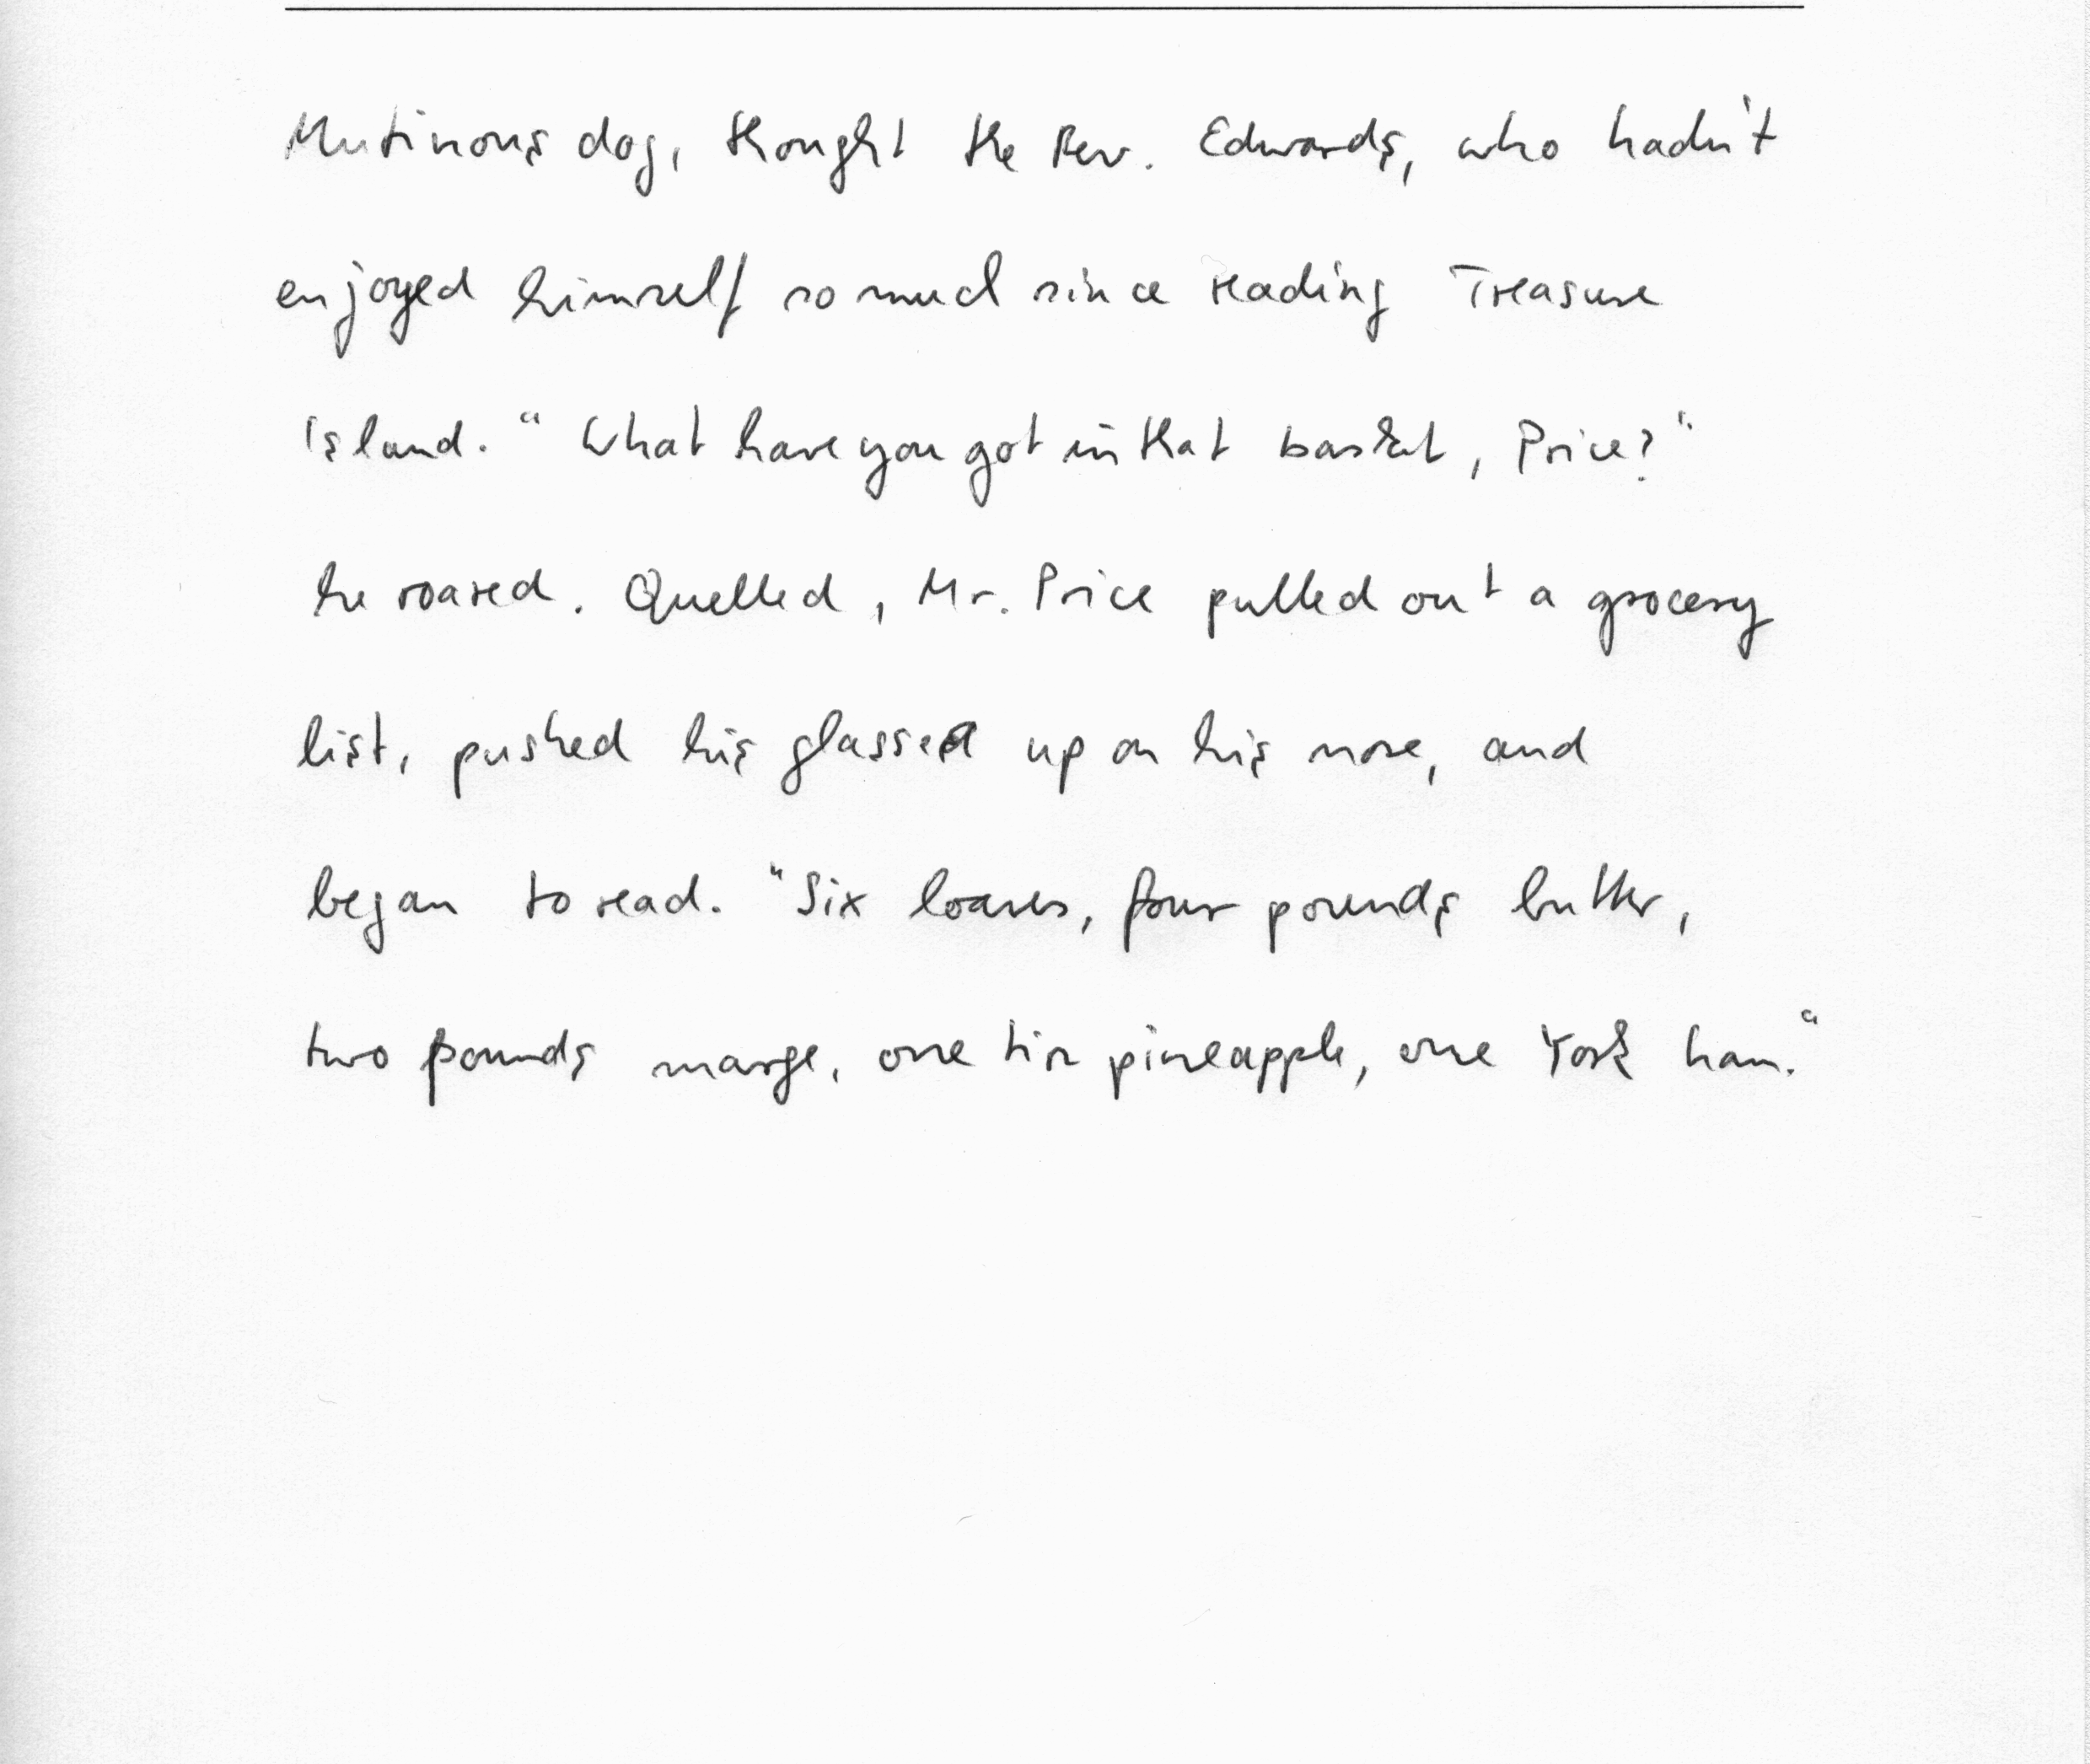 Mutinous dog, thought the Rev. Edwards, who hadn't
enjoyed himself so much since reading Treasure
Island. "What have you got in that basket, Price?"
he roared. Quelled, Mr. Price pulled out a grocery
list, pushed his glasses up on his nose, and
began to read. "Six loaves, four pounds butter,
two pounds marge, one tin pineapple, one York ham."